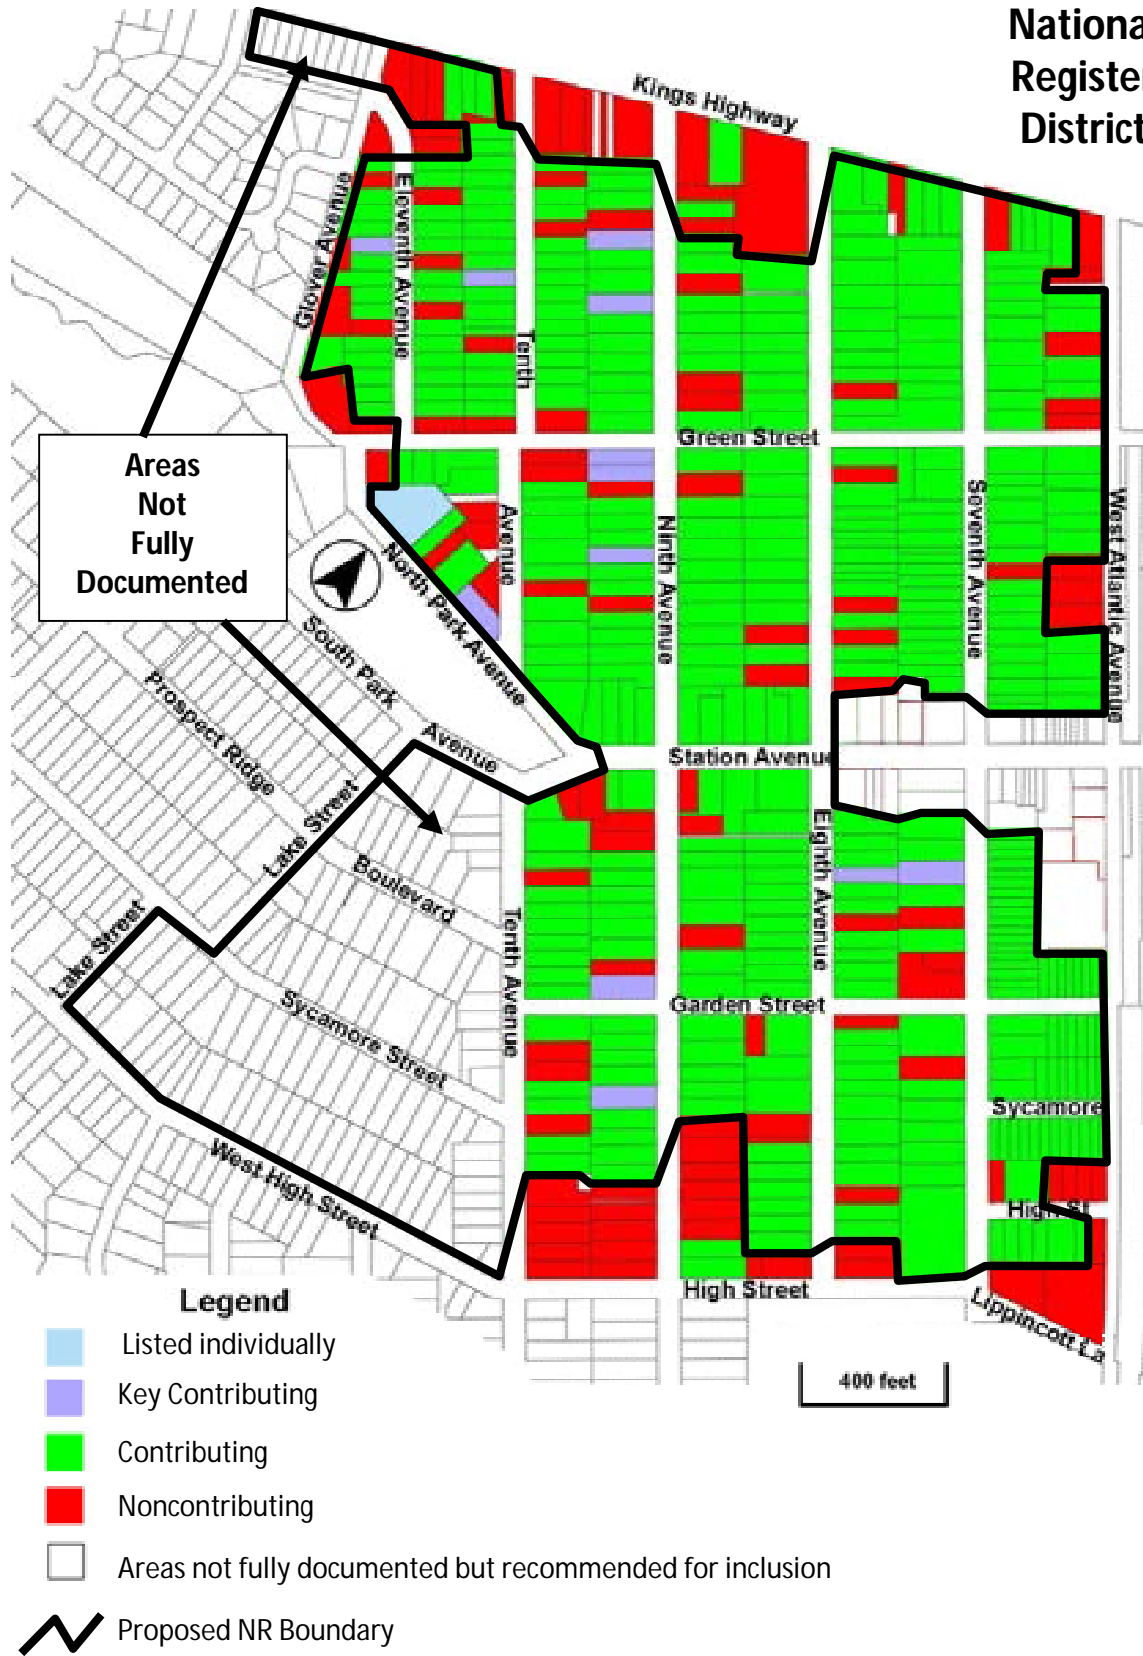 Nationa
Register
District
Kings Highway
Glover Avenue
Eleventh Avenue
Tenth
Green Street
Areas
Not
Fully
Documented
Avenue
Ninth Avenue
Seventh Avenue
West Atlantic Avenue
North Park Avenue
South Park
Avenue
Prospect Ridge
Boulevard
Station Avenue
Lake Street
Eighth Avenue
Lake Street
Tenth Avenue
Garden Street
Sycamore Street
Sycamore
West High Street
High St
High Street
Lippincott La
Legend
400 feet
Listed individually
Key Contributing
Contributing
Noncontributing
Areas not fully documented but recommended for inclusion
Proposed NR Boundary